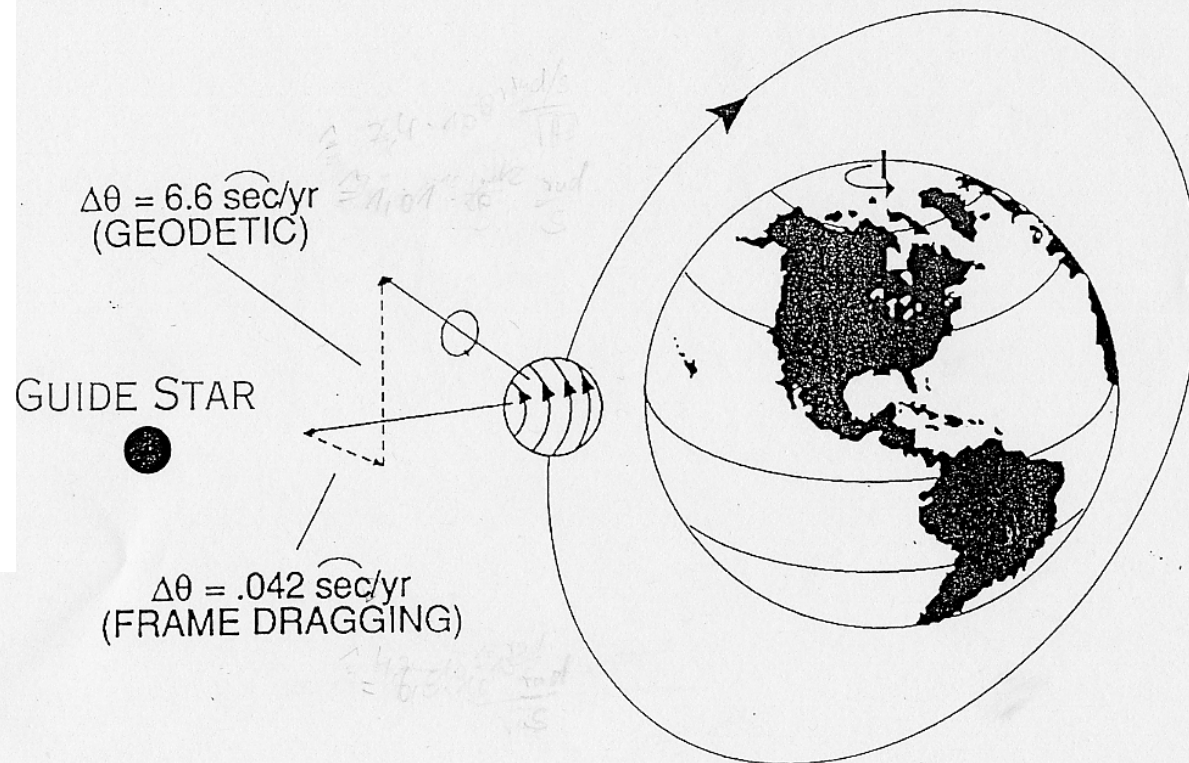 Δθ = 6.6 sec/yr
(GEODETIC)
GUIDE STAR
Δθ = .042 sec/yr
(FRAME DRAGGING)